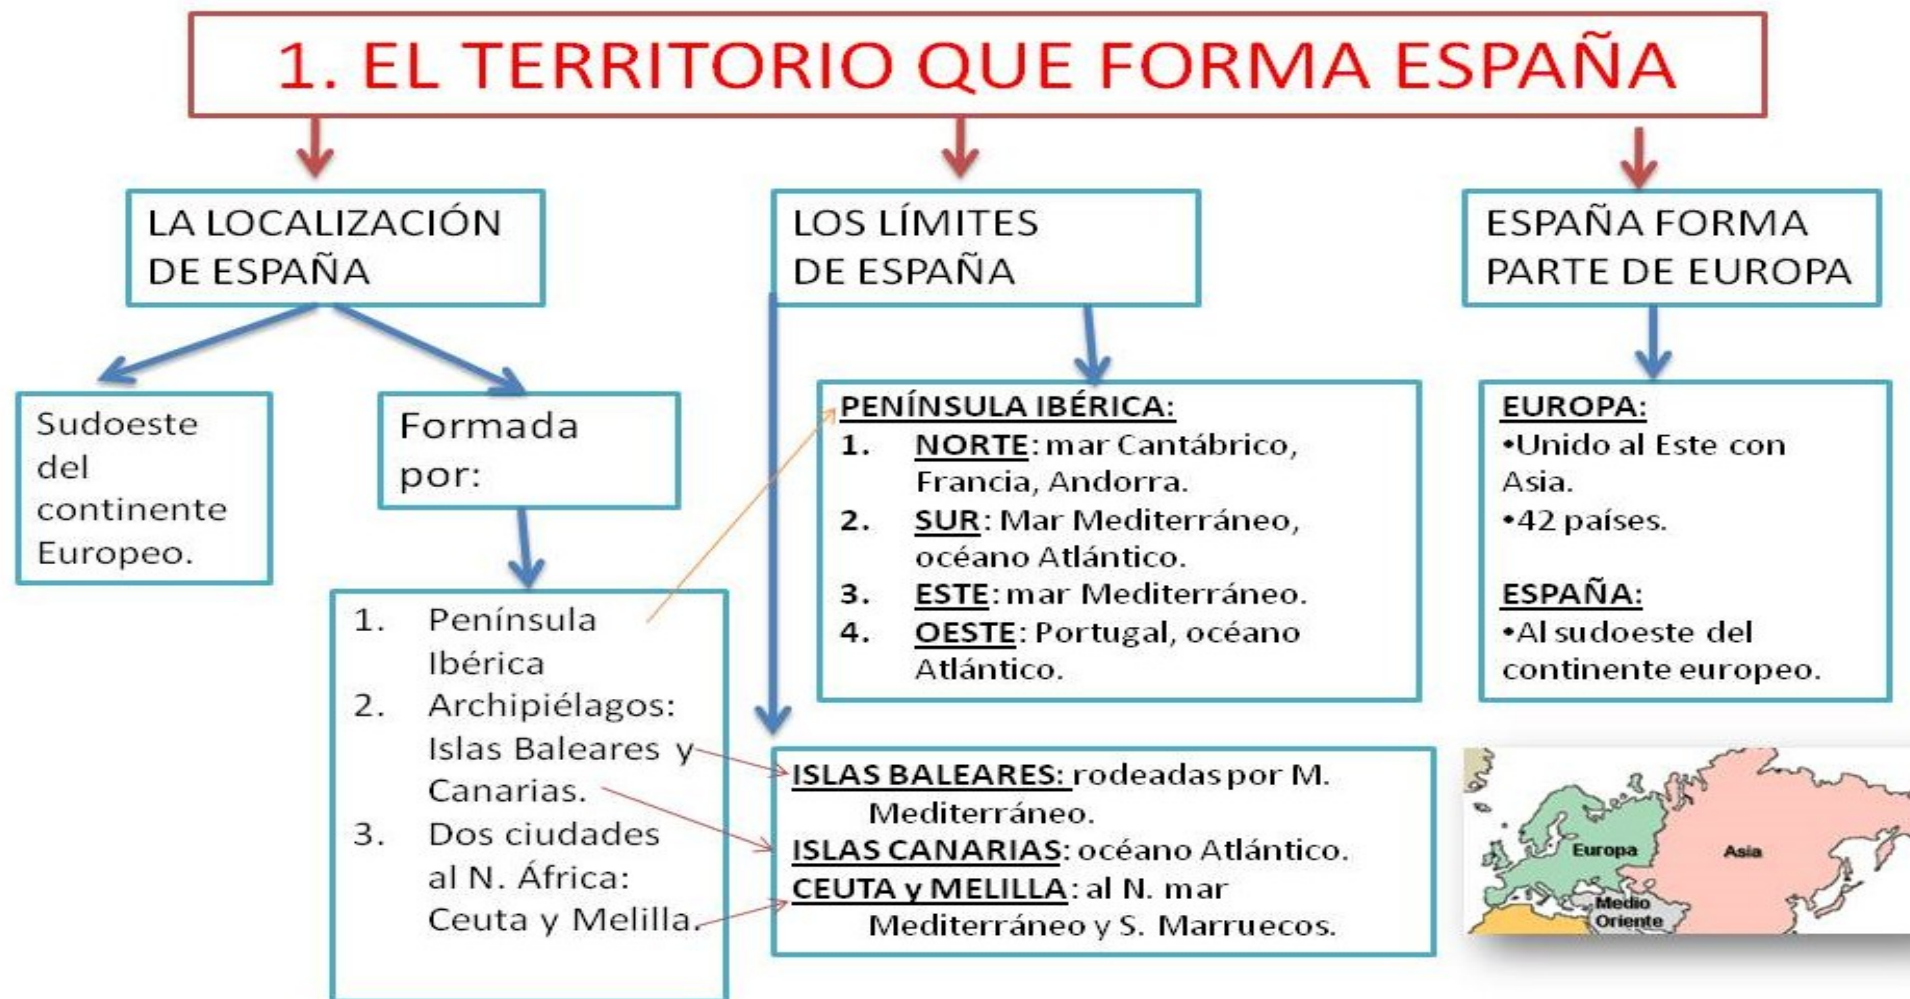 1. EL TERRITORIO QUE FORMA ESPAÑA
LA LOCALIZACIÓN
DE ESPAÑA
Sudoeste
del
continente
Europeo.
Formada
por:
1. Península
Ibérica
2. Archipiélagos:
Islas Baleares y
Canarias.
3. Dos ciudades
al N. África:
Ceuta y Melilla.
LOS LÍMITES
DE ESPAÑA
PENÍNSULA IBÉRICA:
1. NORTE: mar Cantábrico,
Francia, Andorra.
2. SUR: Mar Mediterráneo,
océano Atlántico.
3. ESTE: mar Mediterráneo.
4. OESTE: Portugal, océano
Atlántico.
ISLAS BALEARES: rodeadas por M.
Mediterráneo.
ISLAS CANARIAS: océano Atlántico.
CEUTA y MELILLA: al N. mar
Mediterráneo y S. Marruecos.
ESPAÑA FORMA
PARTE DE EUROPA
EUROPA:
•Unido al Este con
Asia.
•42 países.
ESPAÑA:
•Al sudoeste del
continente europeo.
Europa
Asia
Medio
Oriente